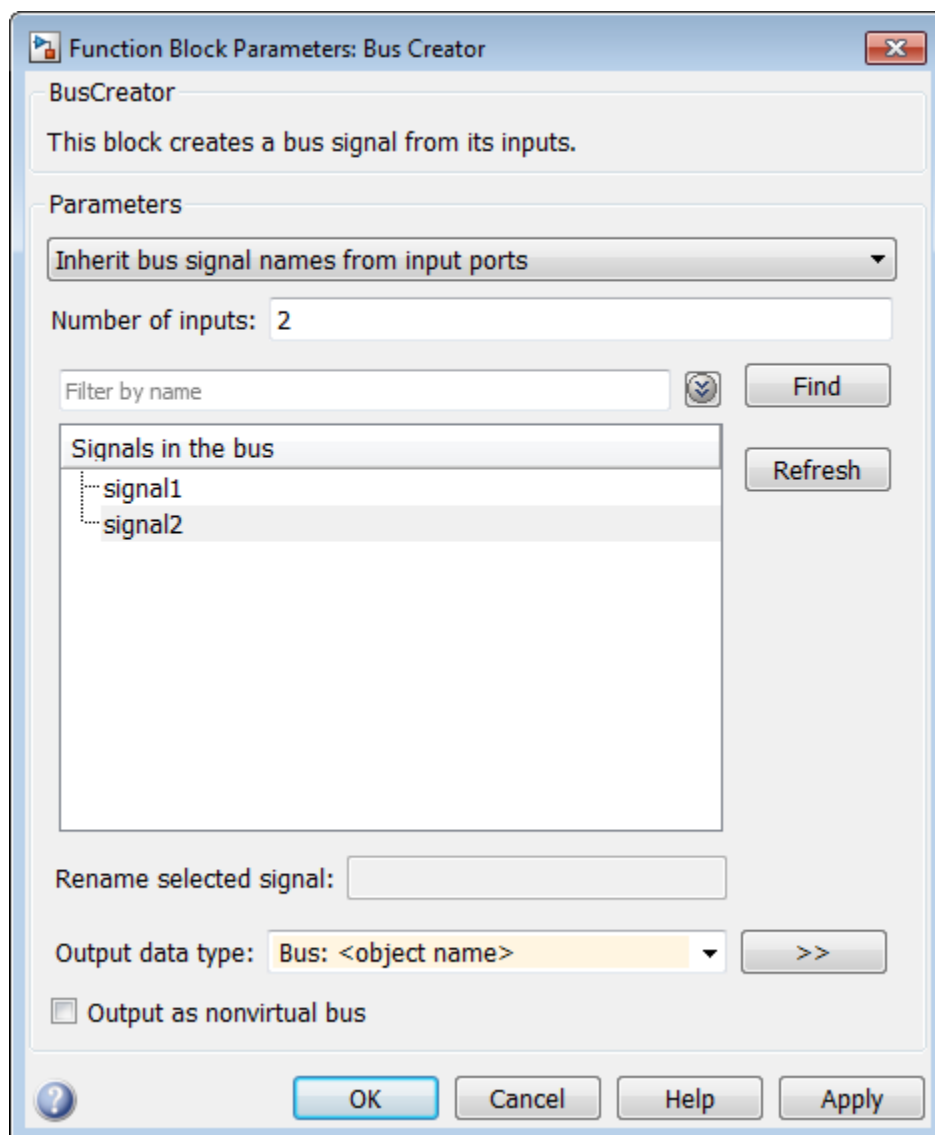 Function Block Parameters: Bus Creator
BusCreator
This block creates a bus signal from its inputs.
Parameters
Inherit bus signal names from input ports
Number of inputs: 2
Filter by name
Find
Signals in the bus
Refresh
signal1
signal2
Rename selected signal:
Output data type: Bus: <object name> >>
Output as nonvirtual bus
? OK Cancel Help Apply